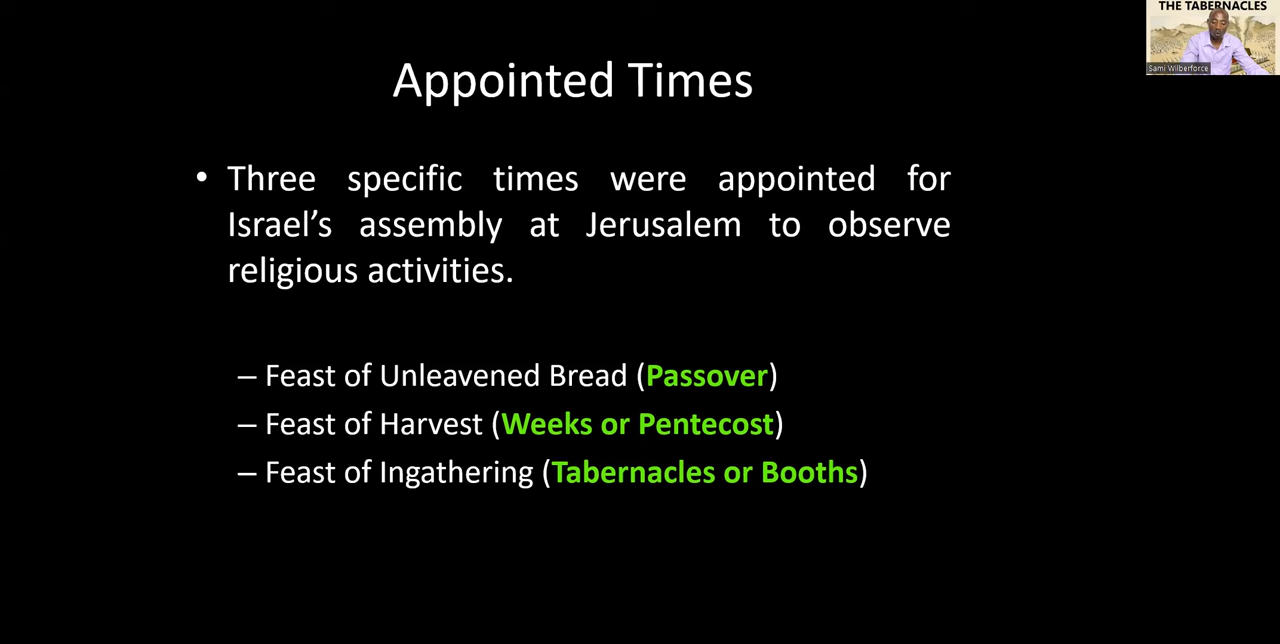 THE TABERNACLES
Sami Wilberforce
Appointed Times
• Three specific times were appointed for
Israel’s assembly at Jerusalem to observe
religious activities.
– Feast of Unleavened Bread (Passover)
– Feast of Harvest (Weeks or Pentecost)
– Feast of Ingathering (Tabernacles or Booths)